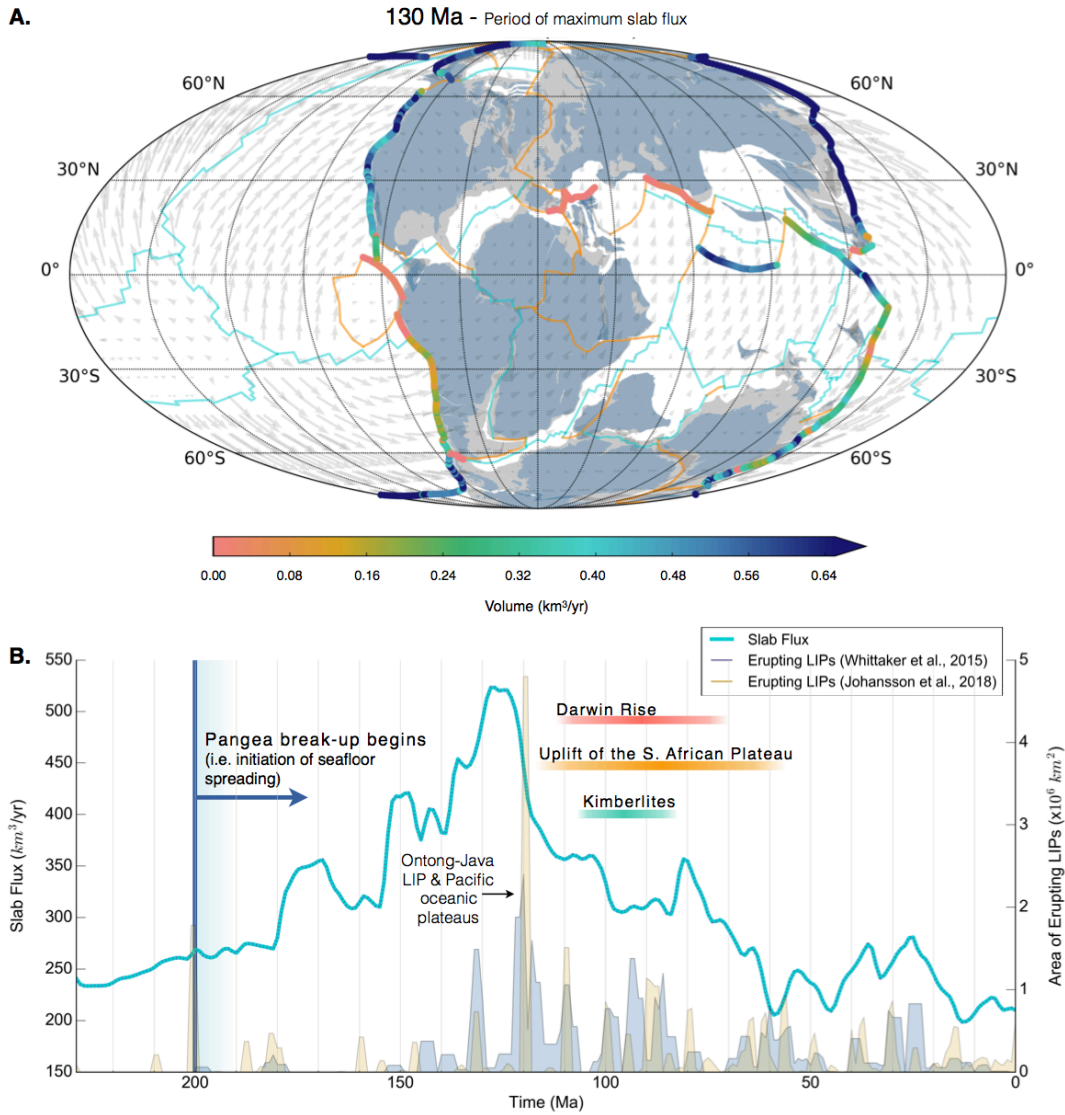 A.
130 Ma - Period of maximum slab flux
60°N
60°N
30°N
30°N
0°
0°
30°S
30°S
60°S
60°S
0.00 0.08 0.16 0.24 0.32 0.40 0.48 0.56 0.64
Volume (km³/yr)
B.
Slab Flux
Erupting LIPs (Whittaker et al., 2015)
Erupting LIPs (Johansson et al., 2018)
550
500
450
400
350
300
250
200
150
Slab Flux (km³/yr)
5
4
3
2
1
0
Area of Erupting LIPs (x10⁶ km²)
Pangea break-up begins
(i.e. initiation of seafloor
spreading)
Darwin Rise
Uplift of the S. African Plateau
Kimberlites
Ontong-Java
LIP & Pacific
oceanic
plateaus
200 150 100 50 0
Time (Ma)